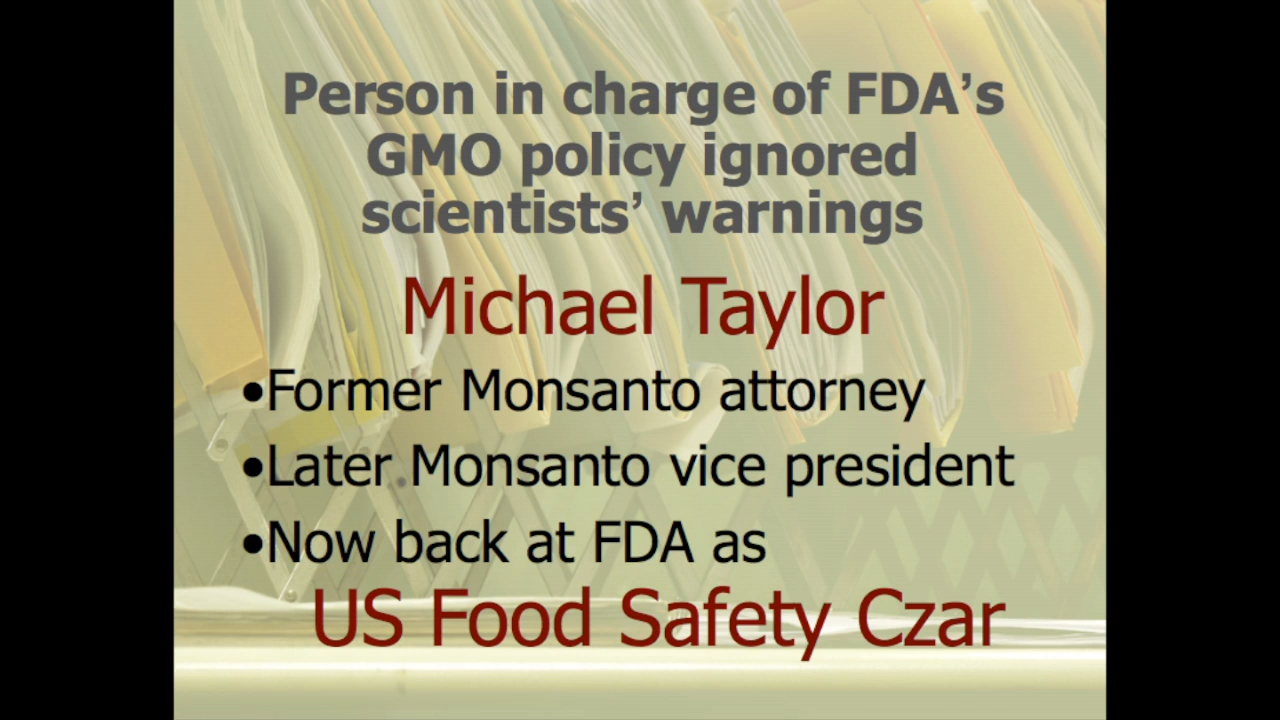 Person in charge of FDA’s
GMO policy ignored
scientists’ warnings
Michael Taylor
•Former Monsanto attorney
•Later Monsanto vice president
•Now back at FDA as
US Food Safety Czar